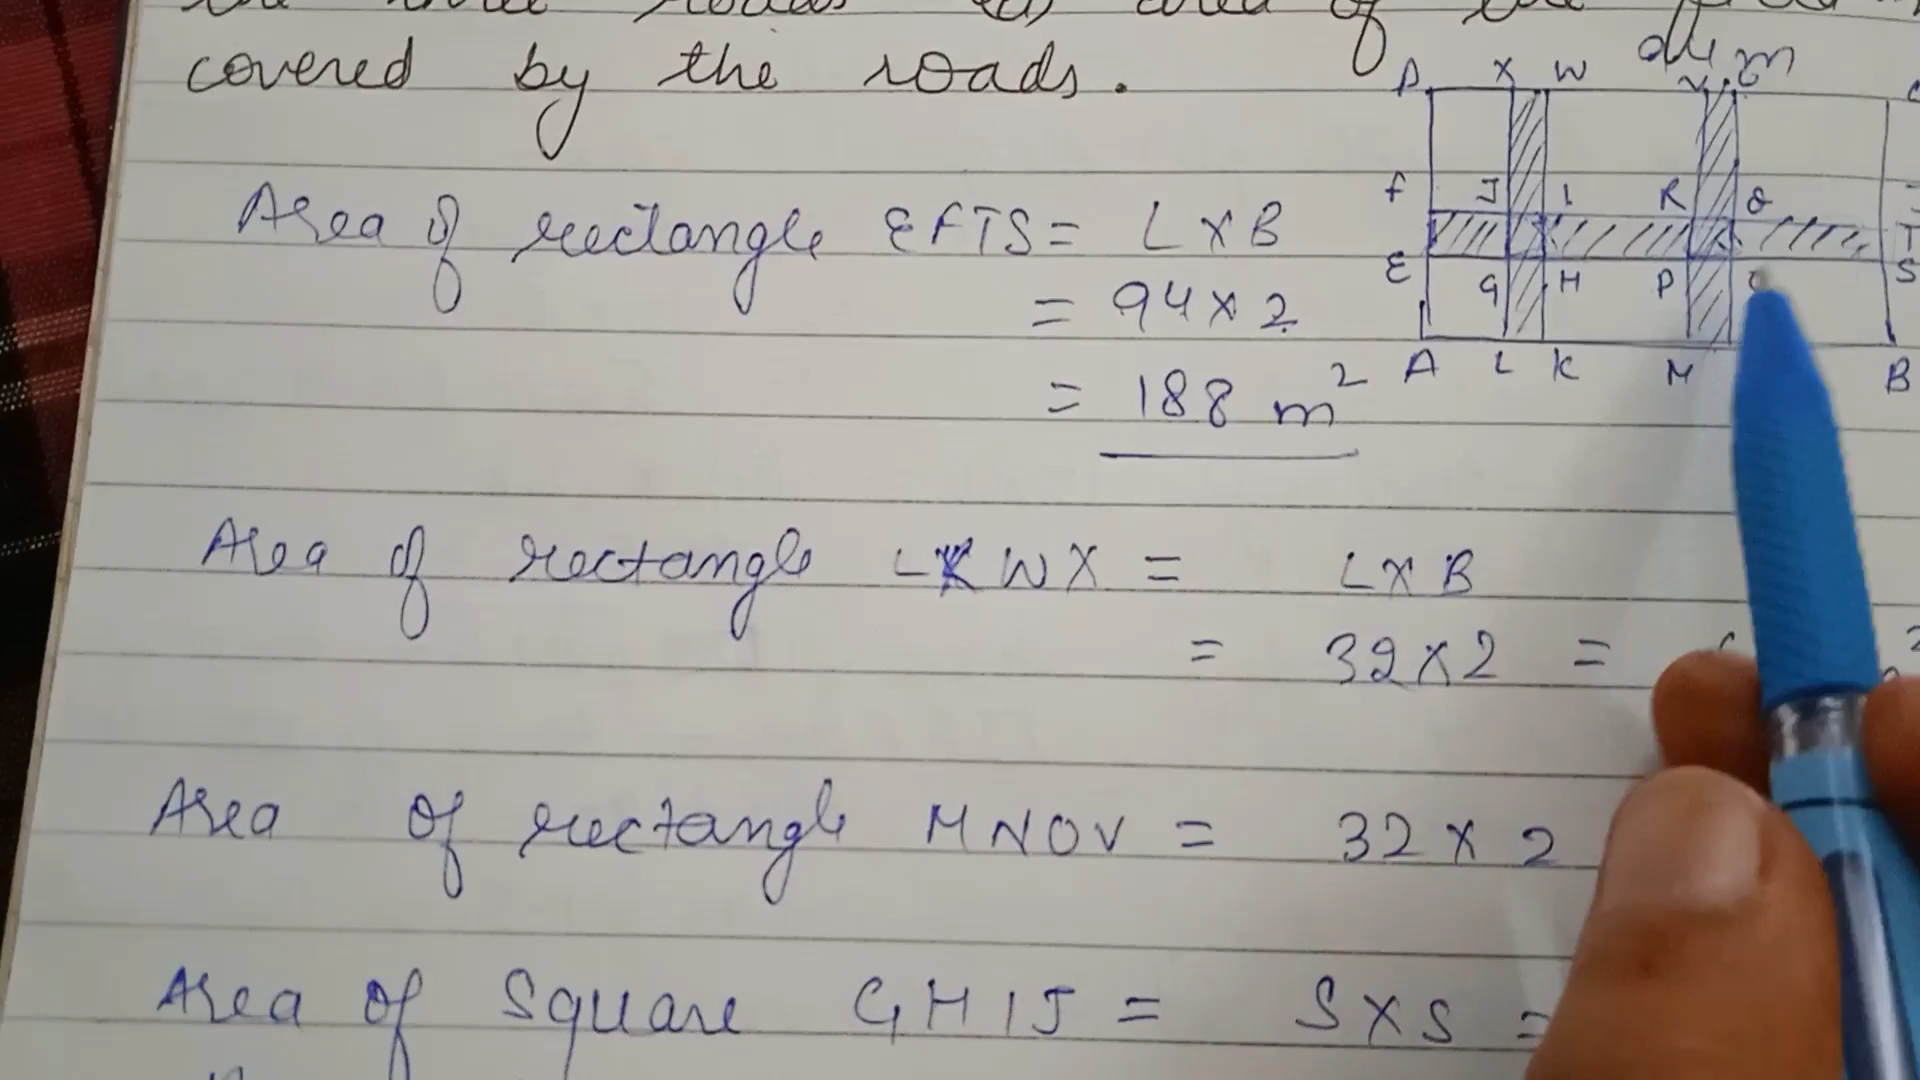 covered by the roads.
D X W V O C
Area of rectangle EFTS = L X B
F J I R Q T
= 94 x 2
E G H P S
= 188 m2
A L K M B
Area of rectangle LKWX = L X B
= 32 x 2 =
Area of rectangle MNOV = 32 x 2
Area of Square GHIJ = S X S =